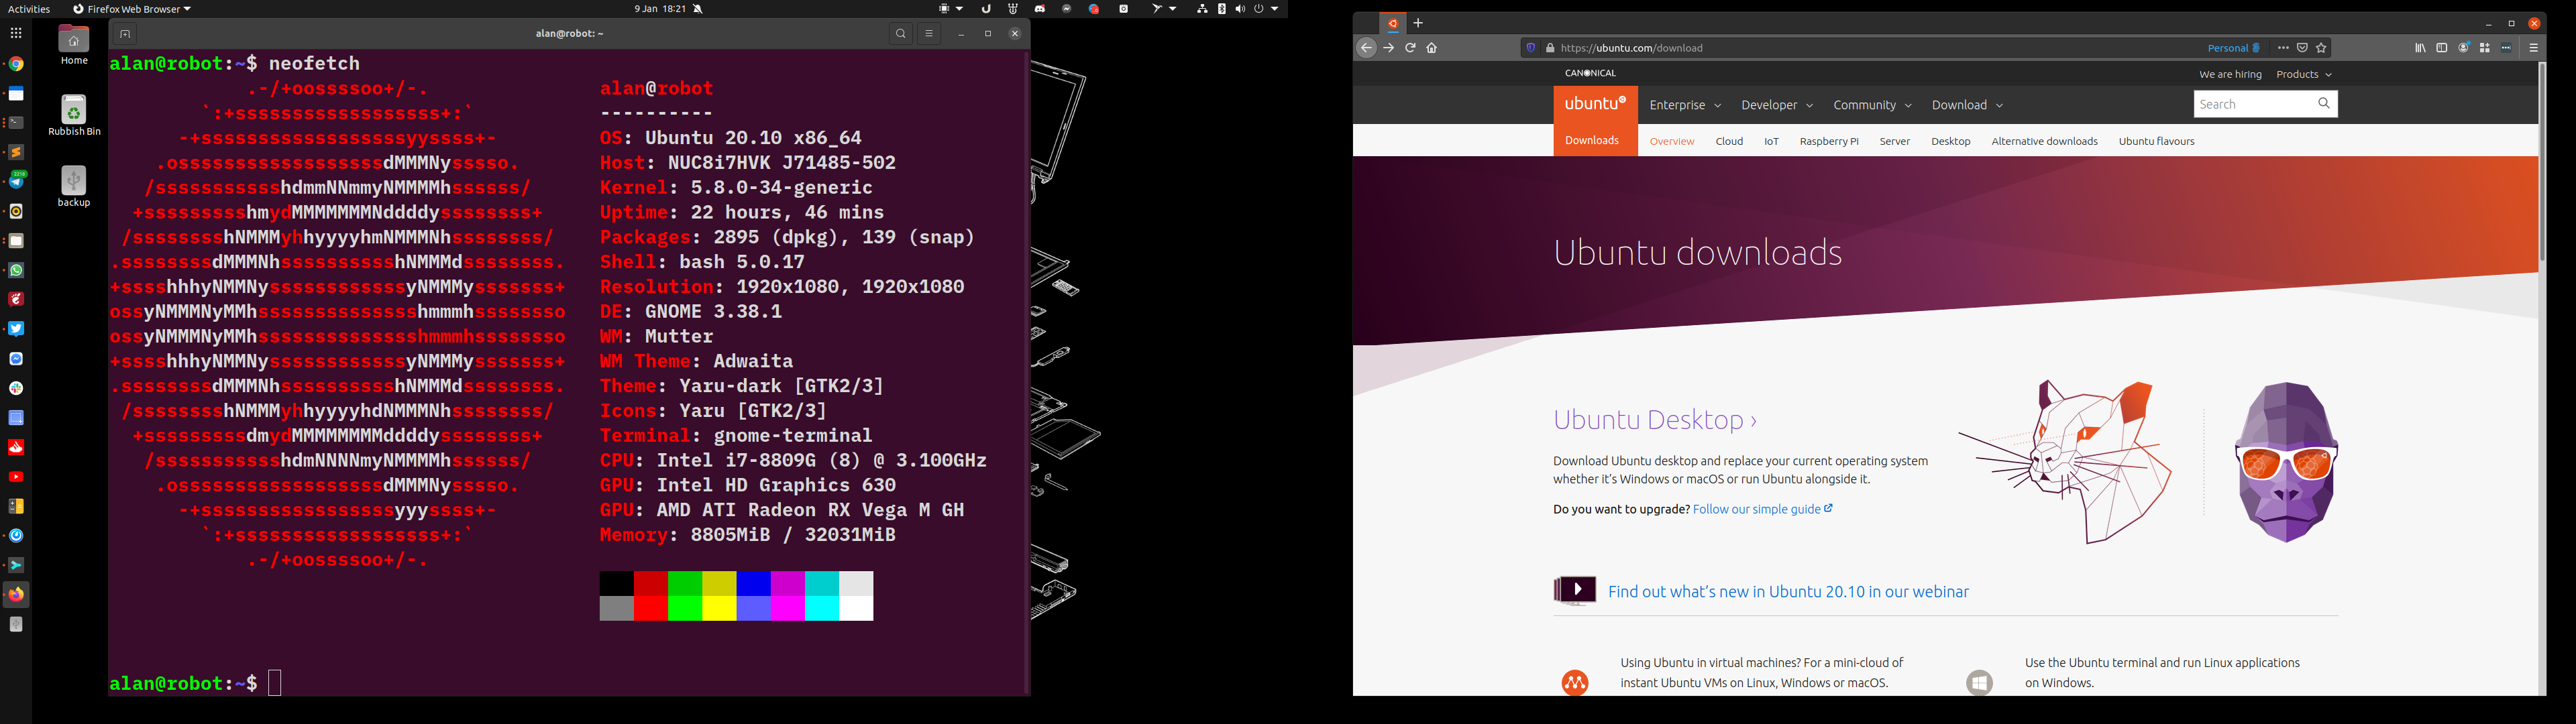 Activities
Firefox Web Browser
9 Jan 18:21
Home
Rubbish Bin
backup
alan@robot: ~
alan@robot:~$ neofetch
.-/+oossssoo+/-.
`:+ssssssssssssssssss+:`
-+ssssssssssssssssssyyssss+-
.ossssssssssssssssssdMMMNysssso.
/ssssssssssshdmmNNmmyNMMMMhssssss/
+ssssssssshmydMMMMMMMNddddyssssssss+
/sssssssshNMMMyhhyyyyhmNMMMNhssssssss/
.ssssssssdMMMNhsssssssssshNMMMdssssssss.
+sssshhhyNMMNyssssssssssssyNMMMysssssss+
ossyNMMMNyMMhsssssssssssssshmmmhssssssso
ossyNMMMNyMMhsssssssssssssshmmmhssssssso
+sssshhhyNMMNyssssssssssssyNMMMysssssss+
.ssssssssdMMMNhsssssssssshNMMMdssssssss.
/sssssssshNMMMyhhyyyyhdNMMMNhssssssss/
+sssssssssdmydMMMMMMMMddddyssssssss+
/ssssssssssshdmNNNNmyNMMMMhssssss/
.ossssssssssssssssssdMMMNysssso.
-+sssssssssssssssssyyyssss+-
`:+ssssssssssssssssss+:`
.-/+oossssoo+/-.
alan@robot
----------
OS: Ubuntu 20.10 x86_64
Host: NUC8i7HVK J71485-502
Kernel: 5.8.0-34-generic
Uptime: 22 hours, 46 mins
Packages: 2895 (dpkg), 139 (snap)
Shell: bash 5.0.17
Resolution: 1920x1080, 1920x1080
DE: GNOME 3.38.1
WM: Mutter
WM Theme: Adwaita
Theme: Yaru-dark [GTK2/3]
Icons: Yaru [GTK2/3]
Terminal: gnome-terminal
CPU: Intel i7-8809G (8) @ 3.100GHz
GPU: Intel HD Graphics 630
GPU: AMD ATI Radeon RX Vega M GH
Memory: 8805MiB / 32031MiB
alan@robot:~$
https://ubuntu.com/download
Personal
CANONICAL
We are hiring Products
ubuntu Enterprise Developer Community Download
Search
Downloads Overview Cloud IoT Raspberry Pi Server Desktop Alternative downloads Ubuntu flavours
Ubuntu downloads
Ubuntu Desktop ›
Download Ubuntu desktop and replace your current operating system
whether it's Windows or macOS or run Ubuntu alongside it.
Do you want to upgrade? Follow our simple guide
Find out what's new in Ubuntu 20.10 in our webinar
Using Ubuntu in virtual machines? For a mini-cloud of
instant Ubuntu VMs on Linux, Windows or macOS.
Use the Ubuntu terminal and run Linux applications
on Windows.